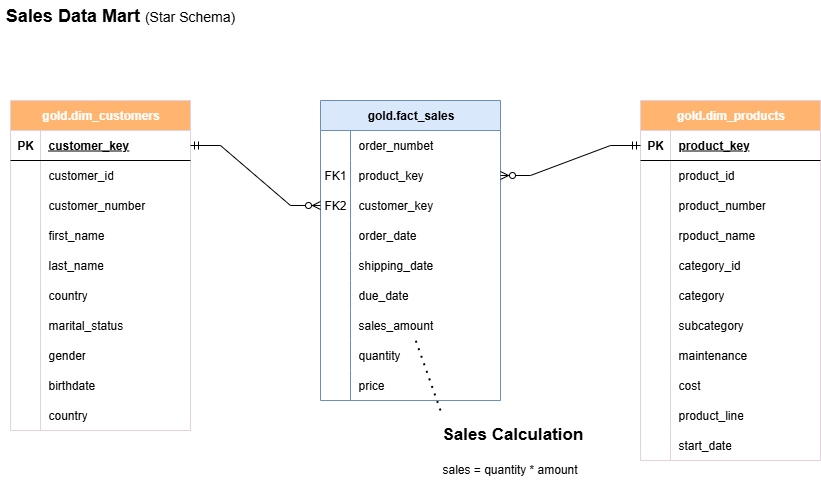 Sales Data Mart (Star Schema)
gold.dim_customers
PK customer_key
customer_id
customer_number
first_name
last_name
country
marital_status
gender
birthdate
country
gold.fact_sales
order_numbet
FK1 product_key
FK2 customer_key
order_date
shipping_date
due_date
sales_amount
quantity
price
Sales Calculation
sales = quantity * amount
gold.dim_products
PK product_key
product_id
product_number
rpoduct_name
category_id
category
subcategory
maintenance
cost
product_line
start_date